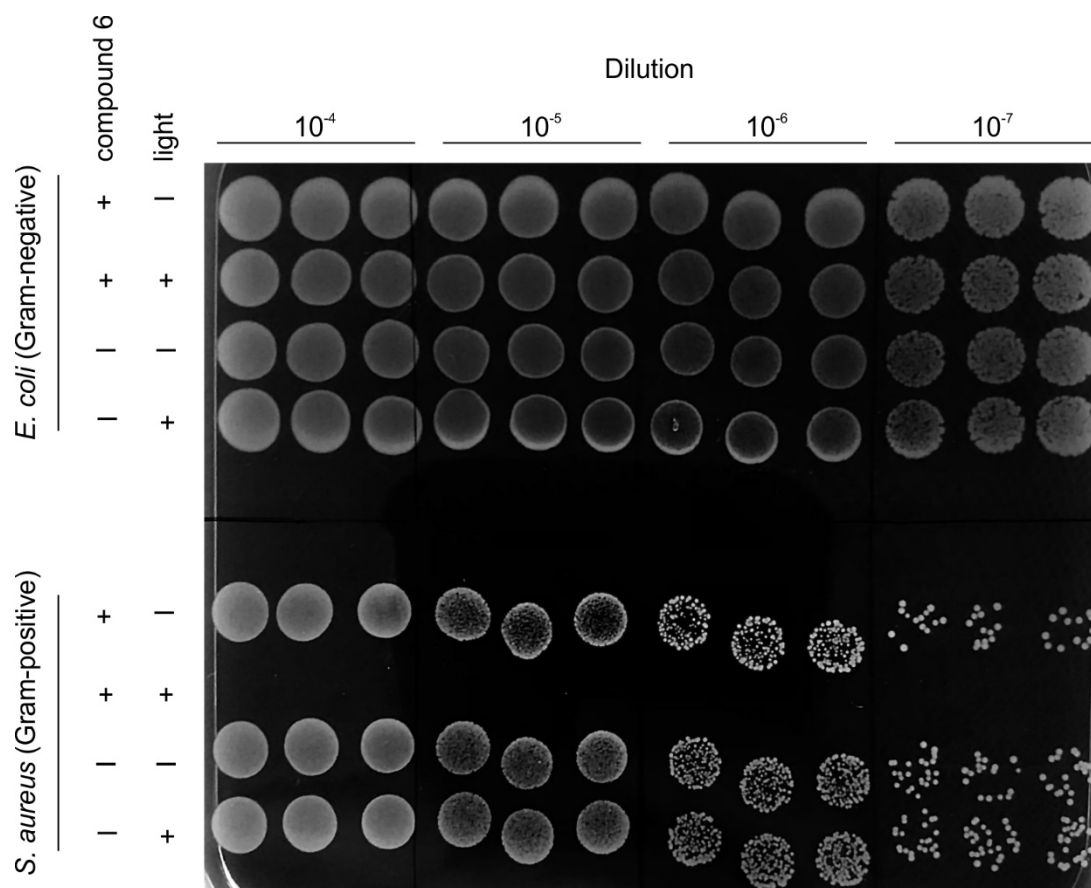 compound 6
light
Dilution
10⁻⁴ 10⁻⁵ 10⁻⁶ 10⁻⁷
E. coli (Gram-negative)
+ −
+ +
− −
− +
S. aureus (Gram-positive)
+ −
+ +
− −
− +